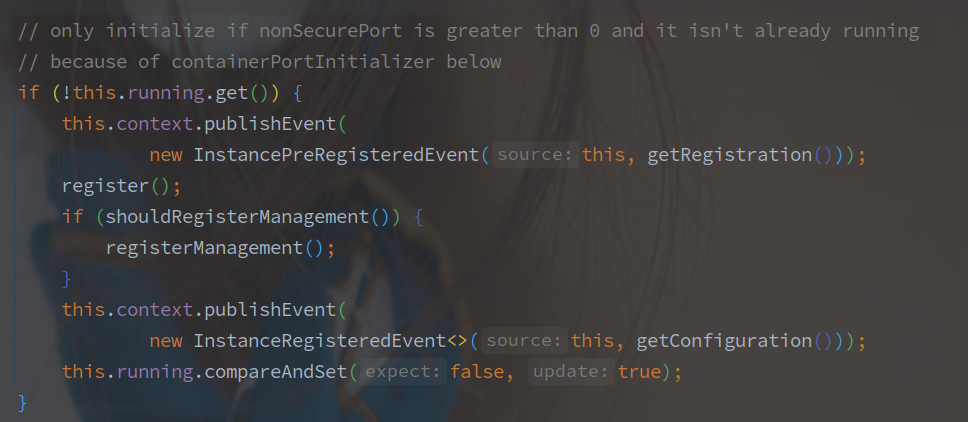 // only initialize if nonSecurePort is greater than 0 and it isn't already running
// because of containerPortInitializer below
if (!this.running.get()) {
    this.context.publishEvent(
            new InstancePreRegisteredEvent( source: this, getRegistration()));
    register();
    if (shouldRegisterManagement()) {
        registerManagement();
    }
    this.context.publishEvent(
            new InstanceRegisteredEvent<>( source: this, getConfiguration()));
    this.running.compareAndSet( expect: false, update: true);
}